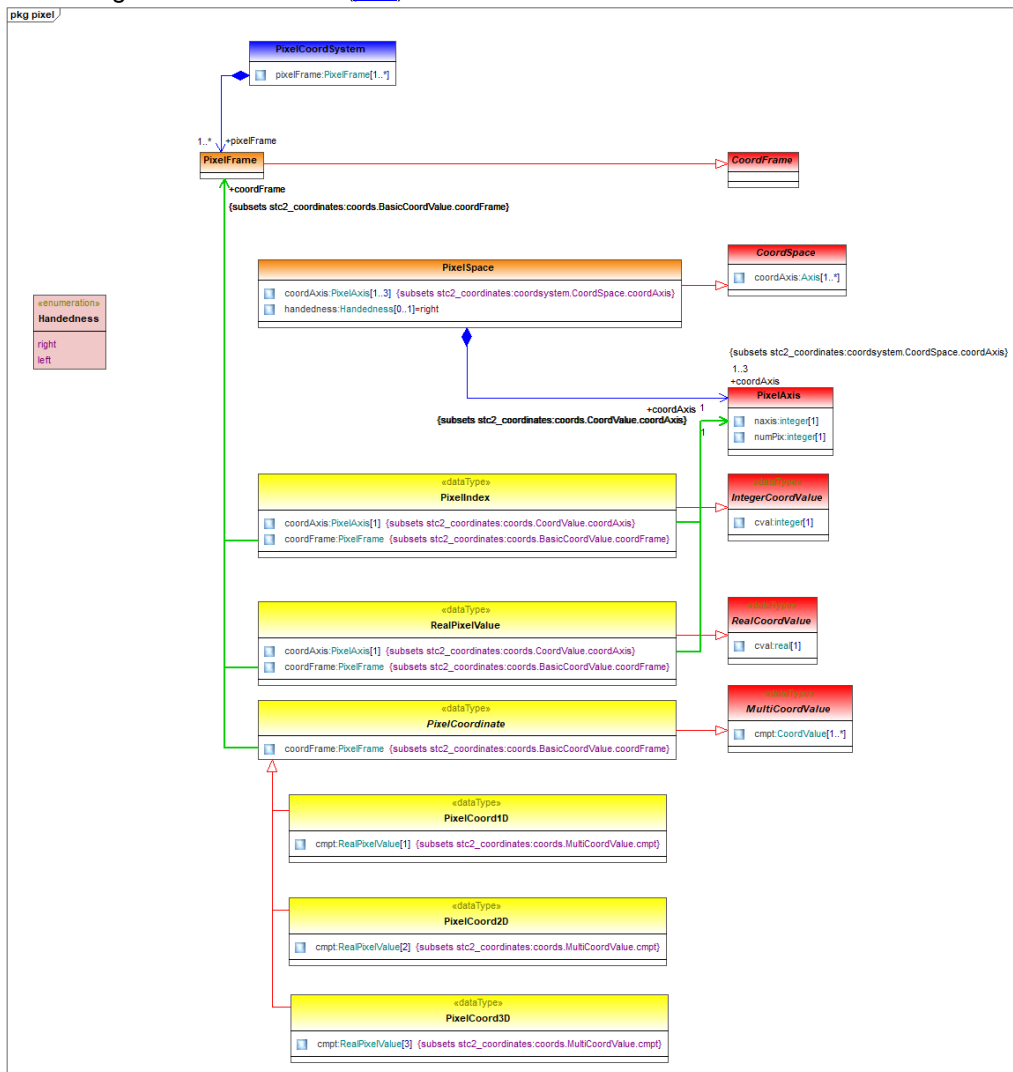 pkg pixel
PixelCoordSystem
pixelFrame:PixelFrame[1..*]
1..* +pixelFrame
PixelFrame
CoordFrame
+coordFrame
{subsets stc2_coordinates:coords.BasicCoordValue.coordFrame}
CoordSpace
coordAxis:Axis[1..*]
PixelSpace
coordAxis:PixelAxis[1..3] {subsets stc2_coordinates:coordsystem.CoordSpace.coordAxis}
handedness:Handedness[0..1]=right
«enumeration»
Handedness
right
left
{subsets stc2_coordinates:coordsystem.CoordSpace.coordAxis}
1..3
+coordAxis
PixelAxis
naxis:integer[1]
numPix:integer[1]
+coordAxis 1
{subsets stc2_coordinates:coords.CoordValue.coordAxis}
1
«dataType»
PixelIndex
coordAxis:PixelAxis[1] {subsets stc2_coordinates:coords.CoordValue.coordAxis}
coordFrame:PixelFrame {subsets stc2_coordinates:coords.BasicCoordValue.coordFrame}
«dataType»
IntegerCoordValue
cval:integer[1]
«dataType»
RealPixelValue
coordAxis:PixelAxis[1] {subsets stc2_coordinates:coords.CoordValue.coordAxis}
coordFrame:PixelFrame {subsets stc2_coordinates:coords.BasicCoordValue.coordFrame}
«dataType»
RealCoordValue
cval:real[1]
«dataType»
PixelCoordinate
coordFrame:PixelFrame {subsets stc2_coordinates:coords.BasicCoordValue.coordFrame}
«dataType»
MultiCoordValue
cmpt:CoordValue[1..*]
«dataType»
PixelCoord1D
cmpt:RealPixelValue[1] {subsets stc2_coordinates:coords.MultiCoordValue.cmpt}
«dataType»
PixelCoord2D
cmpt:RealPixelValue[2] {subsets stc2_coordinates:coords.MultiCoordValue.cmpt}
«dataType»
PixelCoord3D
cmpt:RealPixelValue[3] {subsets stc2_coordinates:coords.MultiCoordValue.cmpt}